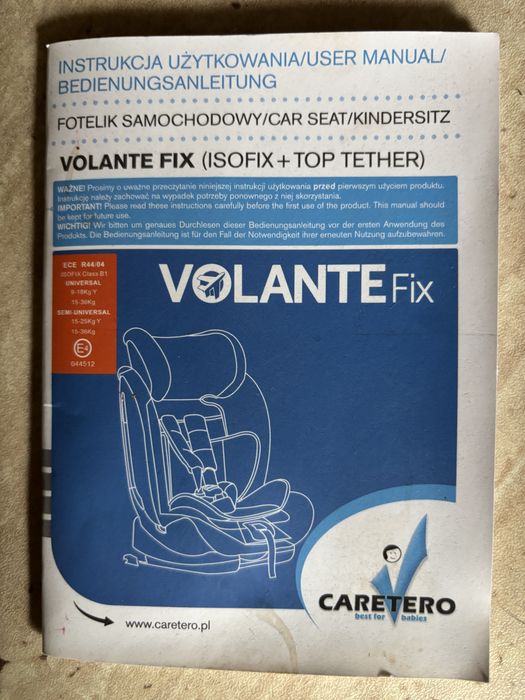 INSTRUKCJA UŻYTKOWANIA/USER MANUAL/
BEDIENUNGSANLEITUNG
FOTELIK SAMOCHODOWY/CAR SEAT/KINDERSITZ
VOLANTE FIX (ISOFIX+TOP TETHER)
WAŻNE! Prosimy o uważne przeczytanie niniejszej instrukcji użytkowania przed pierwszym użyciem produktu.
Instrukcję należy zachować na wypadek potrzeby ponownego z niej skorzystania.
IMPORTANT! Please read these instructions carefully before the first use of the product. This manual should
be kept for future use.
WICHTIG! Wir bitten um genaues Durchlesen dieser Bedienungsanleitung vor der ersten Anwendung des
Produkts. Die Bedienungsanleitung ist für den Fall der Notwendigkeit ihrer erneuten Nutzung aufzubewahren.
ECE R44/04
ISOFIX Class B1
UNIVERSAL
9-18Kg Y
15-36Kg
SEMI-UNIVERSAL
15-25Kg Y
15-36Kg
E4
044512
VOLANTE Fix
CARETERO
best for babies
www.caretero.pl